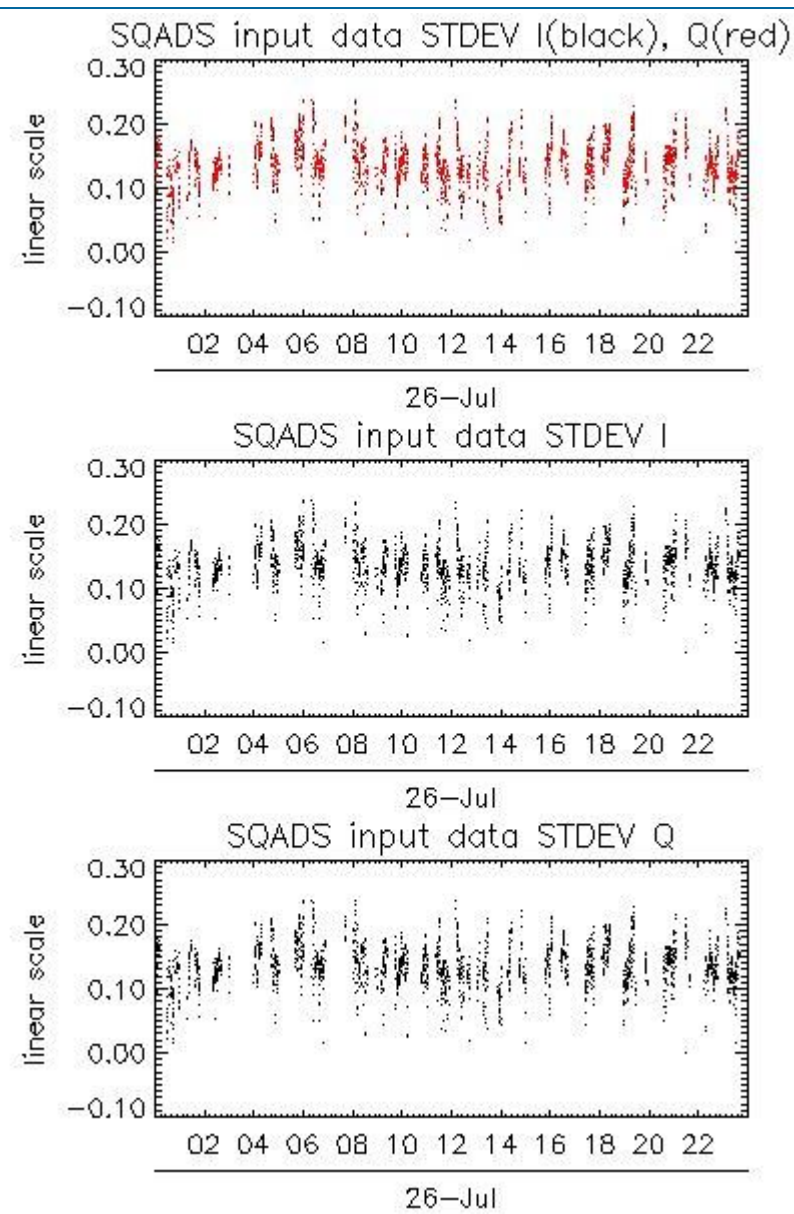 SQADS input data STDEV I(black), Q(red)
0.30
0.20
0.10
0.00
−0.10
linear scale
02 04 06 08 10 12 14 16 18 20 22
26−Jul
SQADS input data STDEV I
0.30
0.20
0.10
0.00
−0.10
linear scale
02 04 06 08 10 12 14 16 18 20 22
26−Jul
SQADS input data STDEV Q
0.30
0.20
0.10
0.00
−0.10
linear scale
02 04 06 08 10 12 14 16 18 20 22
26−Jul